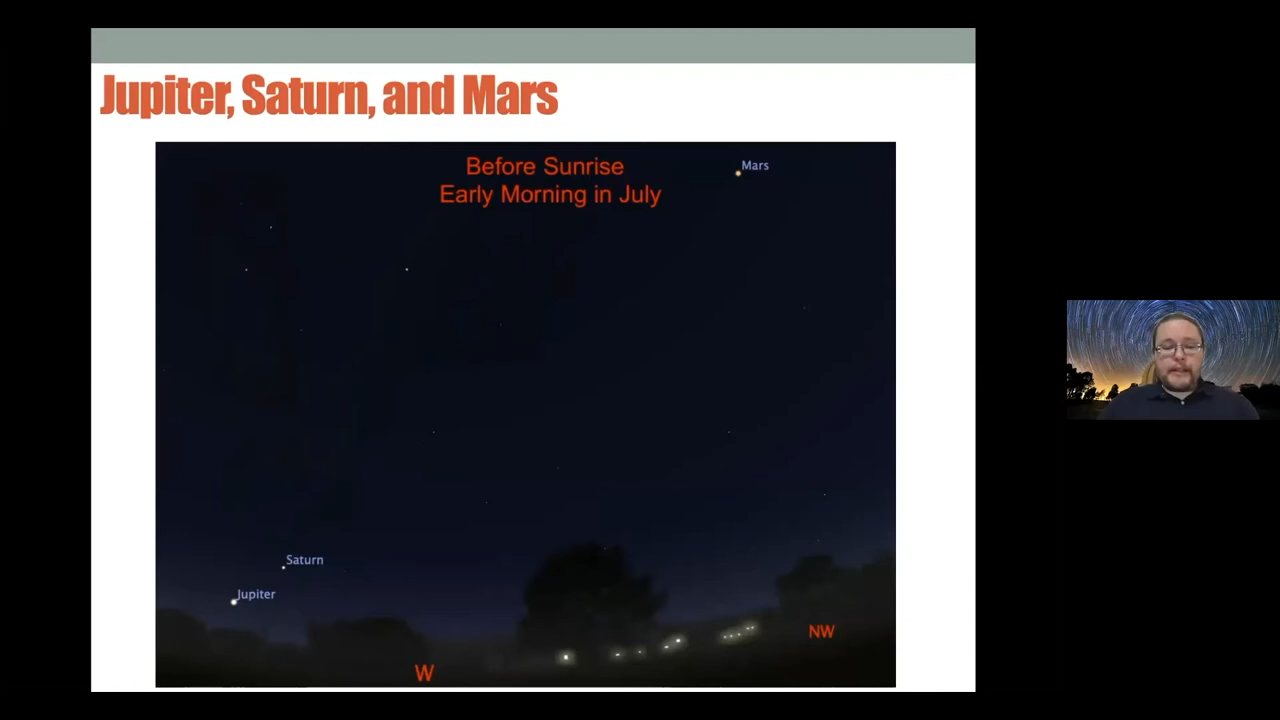 Jupiter, Saturn, and Mars
Before Sunrise
Early Morning in July
Mars
Saturn
Jupiter
NW
W